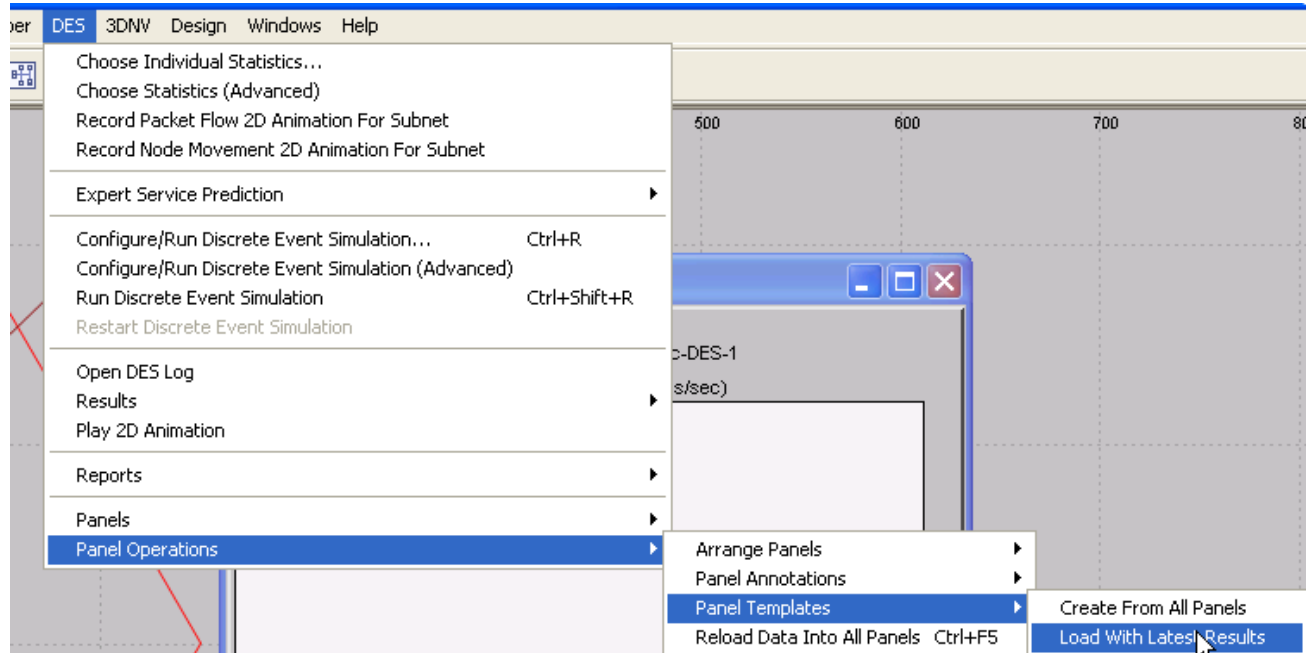 DES 3DNV Design Windows Help
Choose Individual Statistics...
Choose Statistics (Advanced)
Record Packet Flow 2D Animation For Subnet
Record Node Movement 2D Animation For Subnet
500 600 700
Expert Service Prediction
Configure/Run Discrete Event Simulation... Ctrl+R
Configure/Run Discrete Event Simulation (Advanced)
Run Discrete Event Simulation Ctrl+Shift+R
Restart Discrete Event Simulation
c-DES-1
Open DES Log
s/sec)
Results
Play 2D Animation
Reports
Panels
Panel Operations
Arrange Panels
Panel Annotations
Panel Templates
Reload Data Into All Panels Ctrl+F5
Create From All Panels
Load With Latest Results